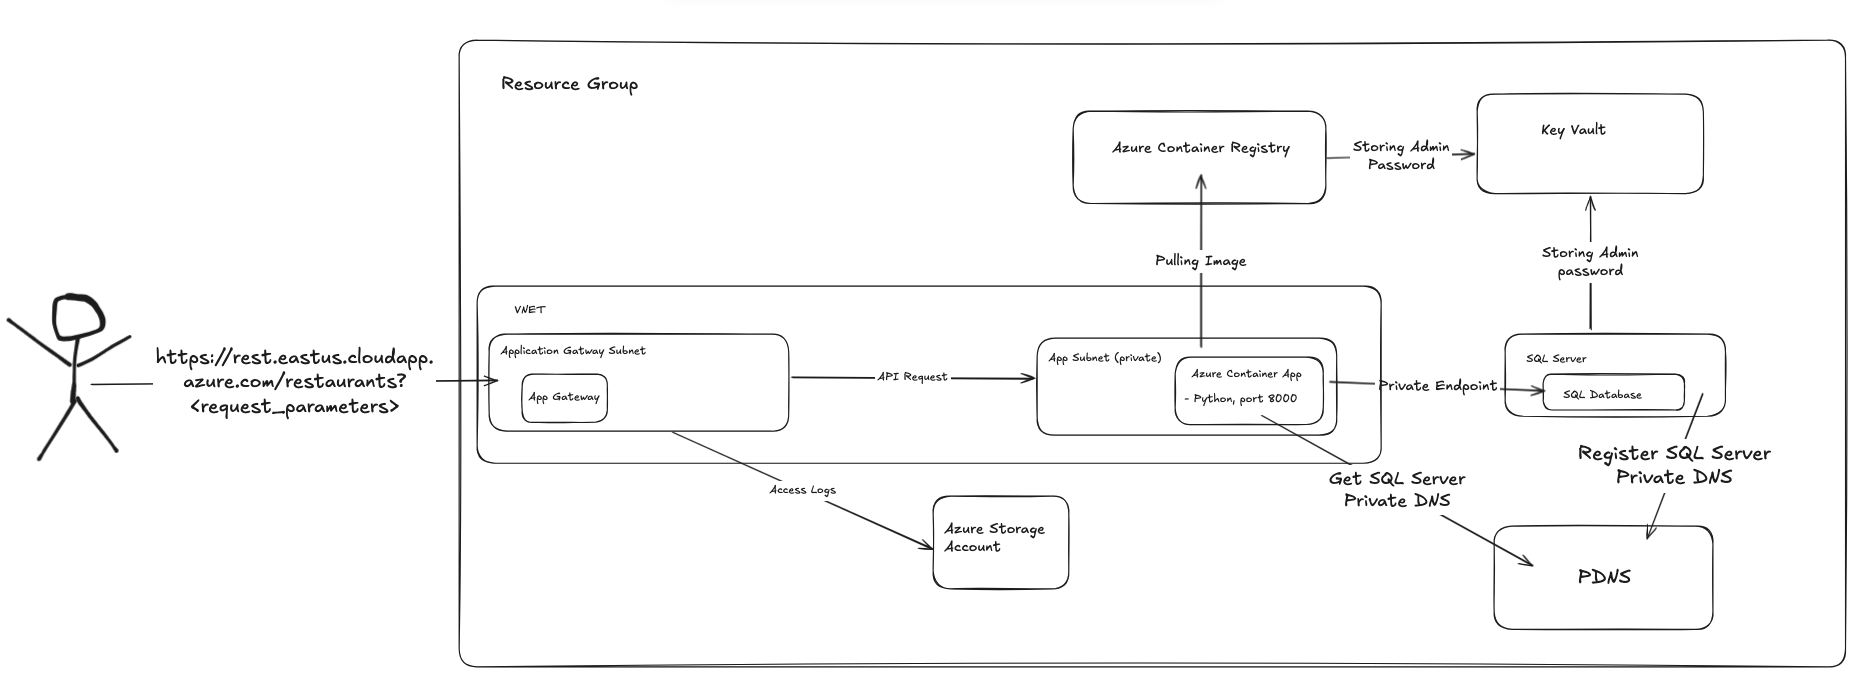 Resource Group
Azure Container Registry
Storing Admin
Password
Key Vault
Pulling Image
Storing Admin
password
VNET
Application Gatway Subnet
App Gateway
https://rest.eastus.cloudapp.
azure.com/restaurants?
<request_parameters>
API Request
App Subnet (private)
Azure Container App
- Python, port 8000
Private Endpoint
SQL Server
SQL Database
Access Logs
Azure Storage
Account
Get SQL Server
Private DNS
Register SQL Server
Private DNS
PDNS